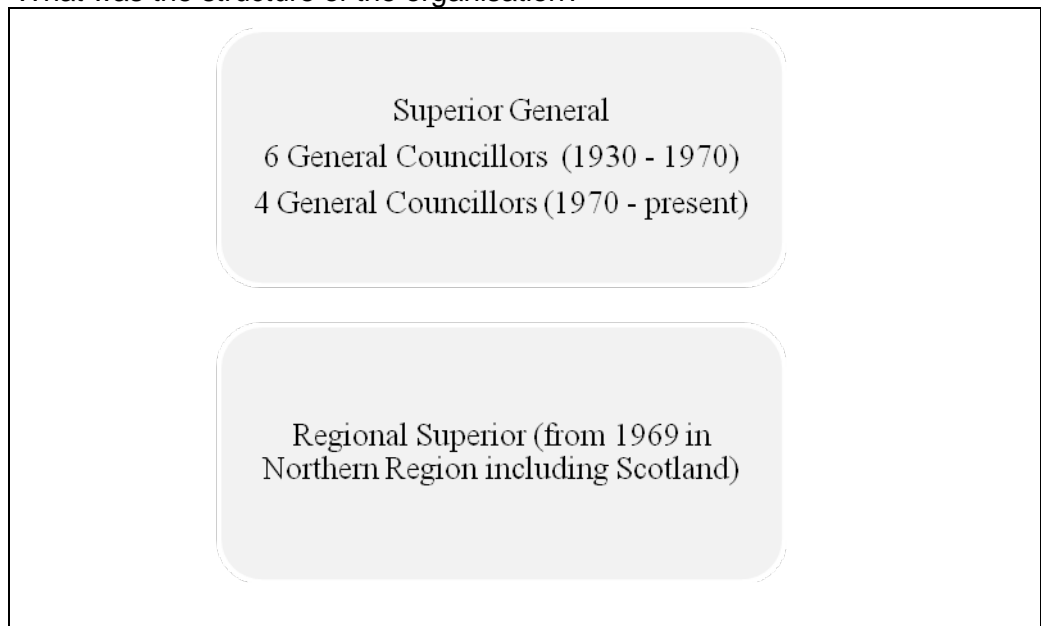 What was the structure of the organisation?
Superior General
6 General Councillors (1930 - 1970)
4 General Councillors (1970 - present)
Regional Superior (from 1969 in
Northern Region including Scotland)